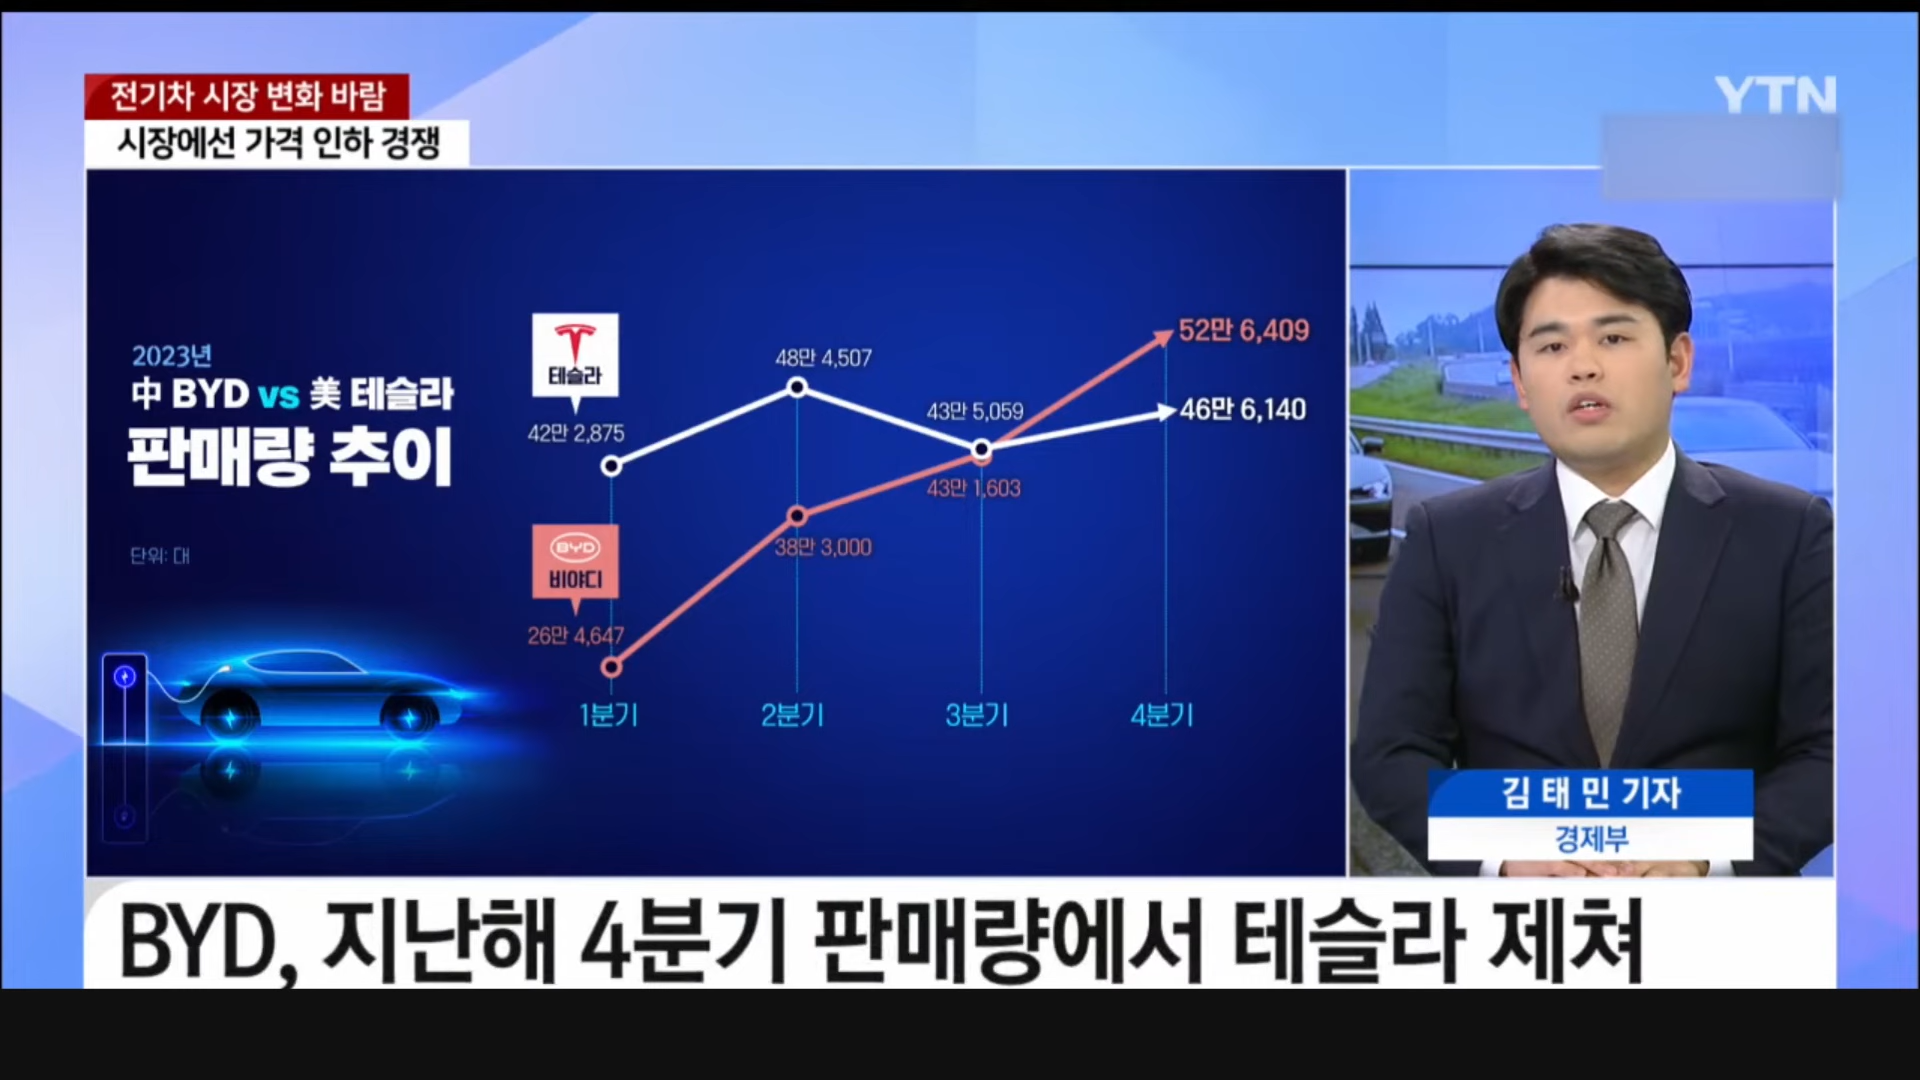 전기차 시장 변화 바람
시장에선 가격 인하 경쟁
YTN
2023년
中 BYD vs 美 테슬라
판매량 추이
단위: 대
테슬라
42만 2,875
48만 4,507
43만 5,059
46만 6,140
BYD
비야디
26만 4,647
38만 3,000
43만 1,603
52만 6,409
1분기
2분기
3분기
4분기
김태민 기자
경제부
BYD, 지난해 4분기 판매량에서 테슬라 제쳐